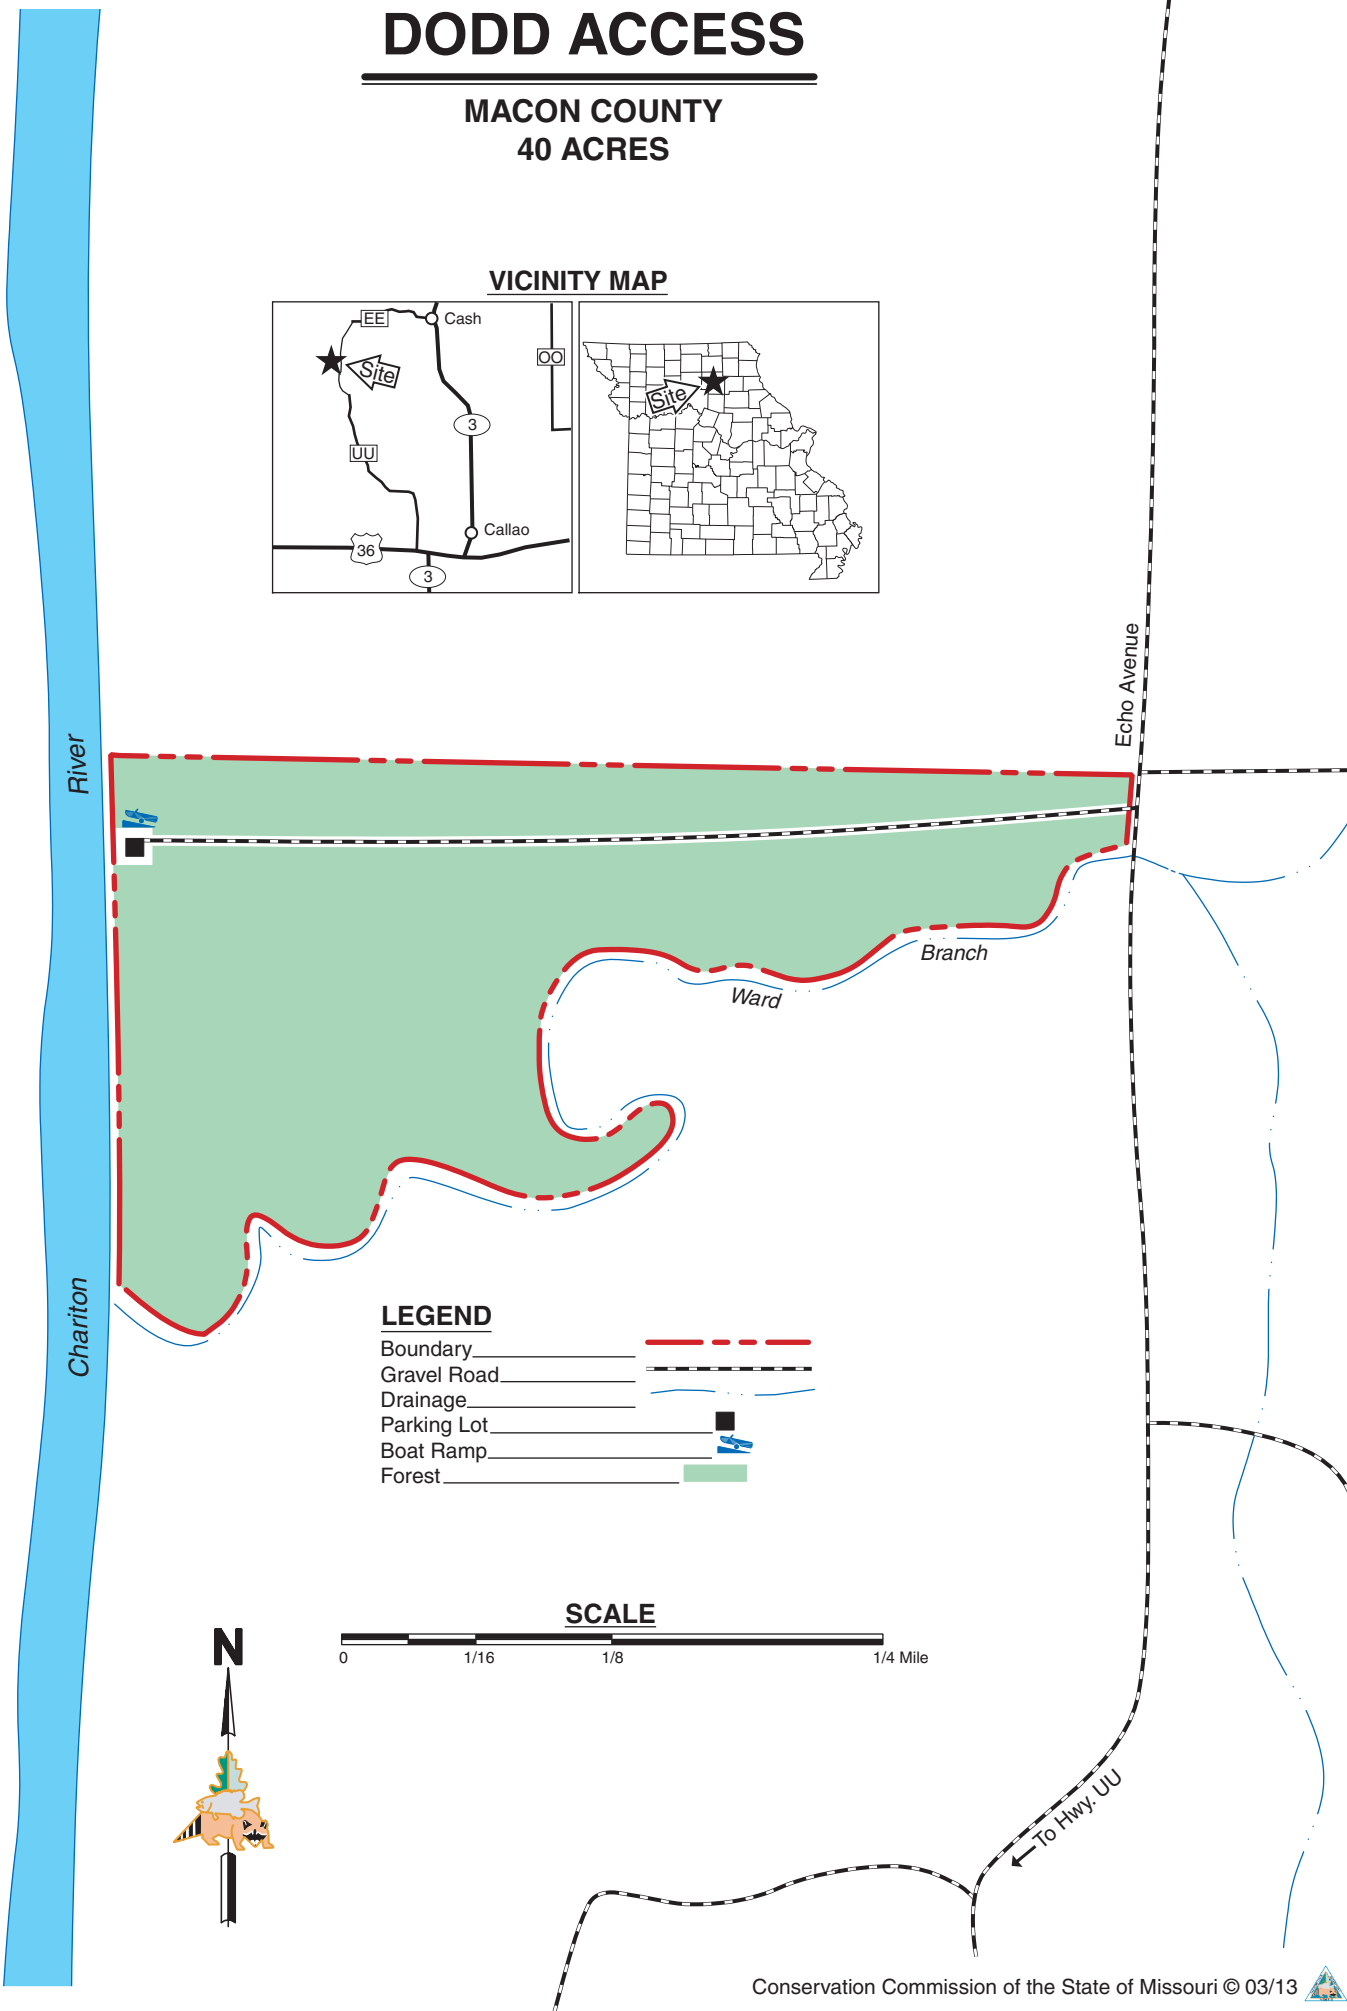 DODD ACCESS
MACON COUNTY
40 ACRES
VICINITY MAP
EE
Cash
OO
Site
3
UU
Callao
36
3
Site
Echo Avenue
River
Branch
Ward
Chariton
LEGEND
Boundary
Gravel Road
Drainage
Parking Lot
Boat Ramp
Forest
SCALE
0 1/16 1/8 1/4 Mile
N
To Hwy. UU
Conservation Commission of the State of Missouri © 03/13